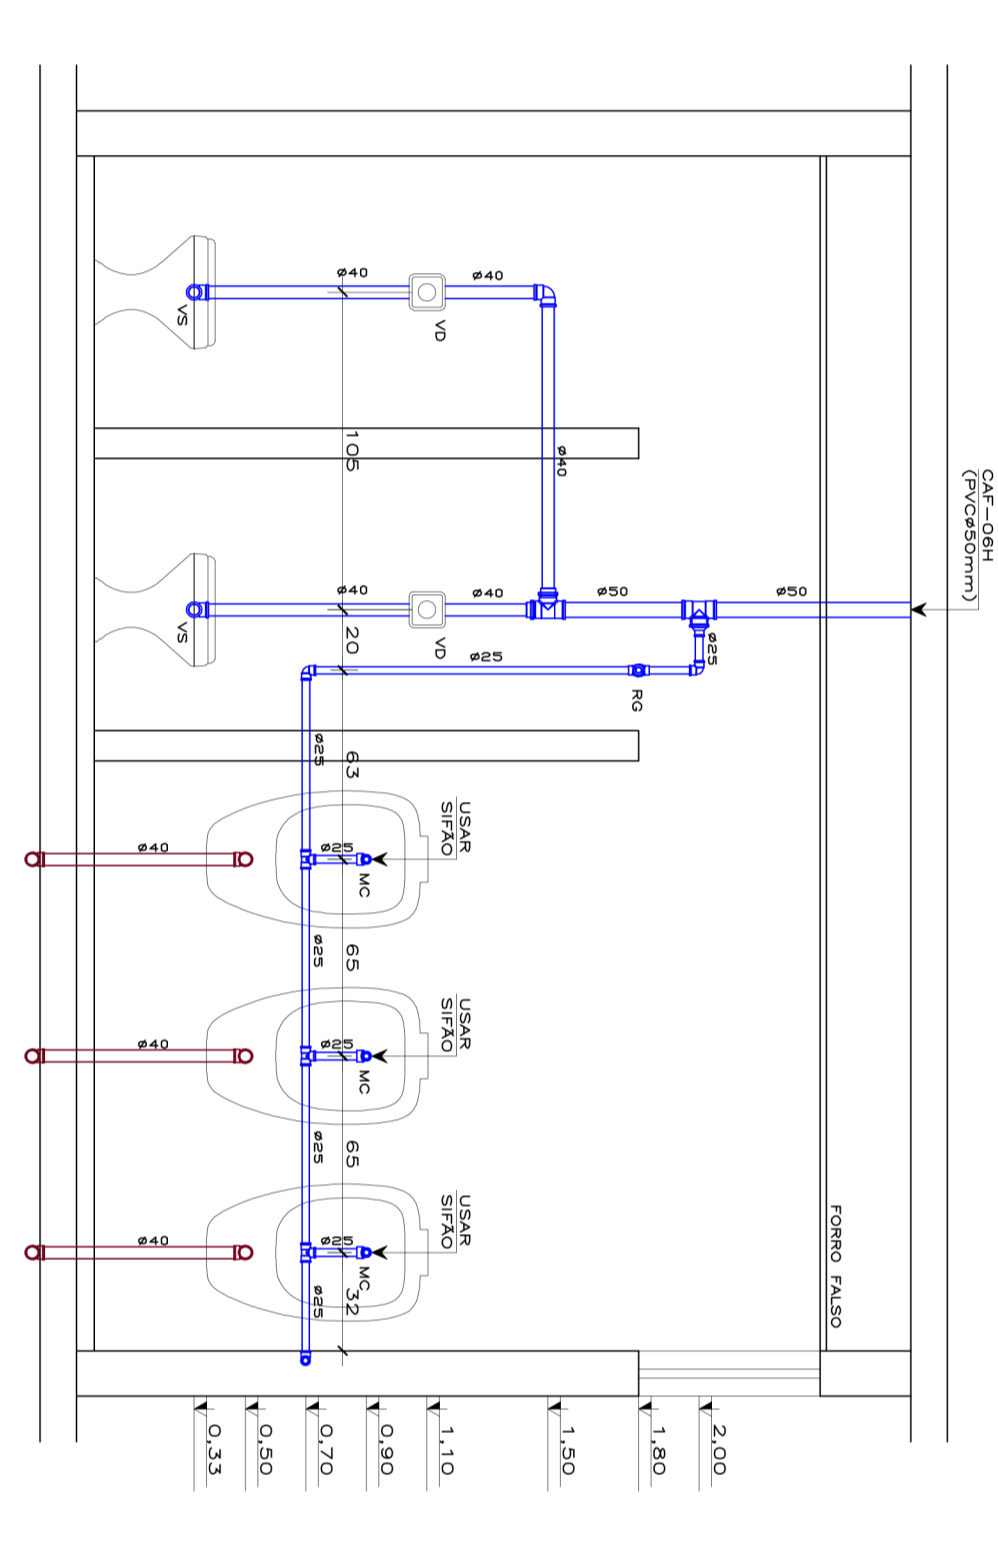 CAF-06H
(PVCø50mm)
ø50
ø50
ø25
RG
ø25
ø40
ø40
ø40
VD
VD
ø40
ø40
VS
VS
105
20
63
65
65
32
ø25
ø25
ø25
ø25
USAR
SIFÃO
USAR
SIFÃO
USAR
SIFÃO
ø25
MC
ø25
MC
ø25
MC
ø40
ø40
ø40
FORRO FALSO
2,00
1,80
1,50
1,10
0,90
0,70
0,50
0,33